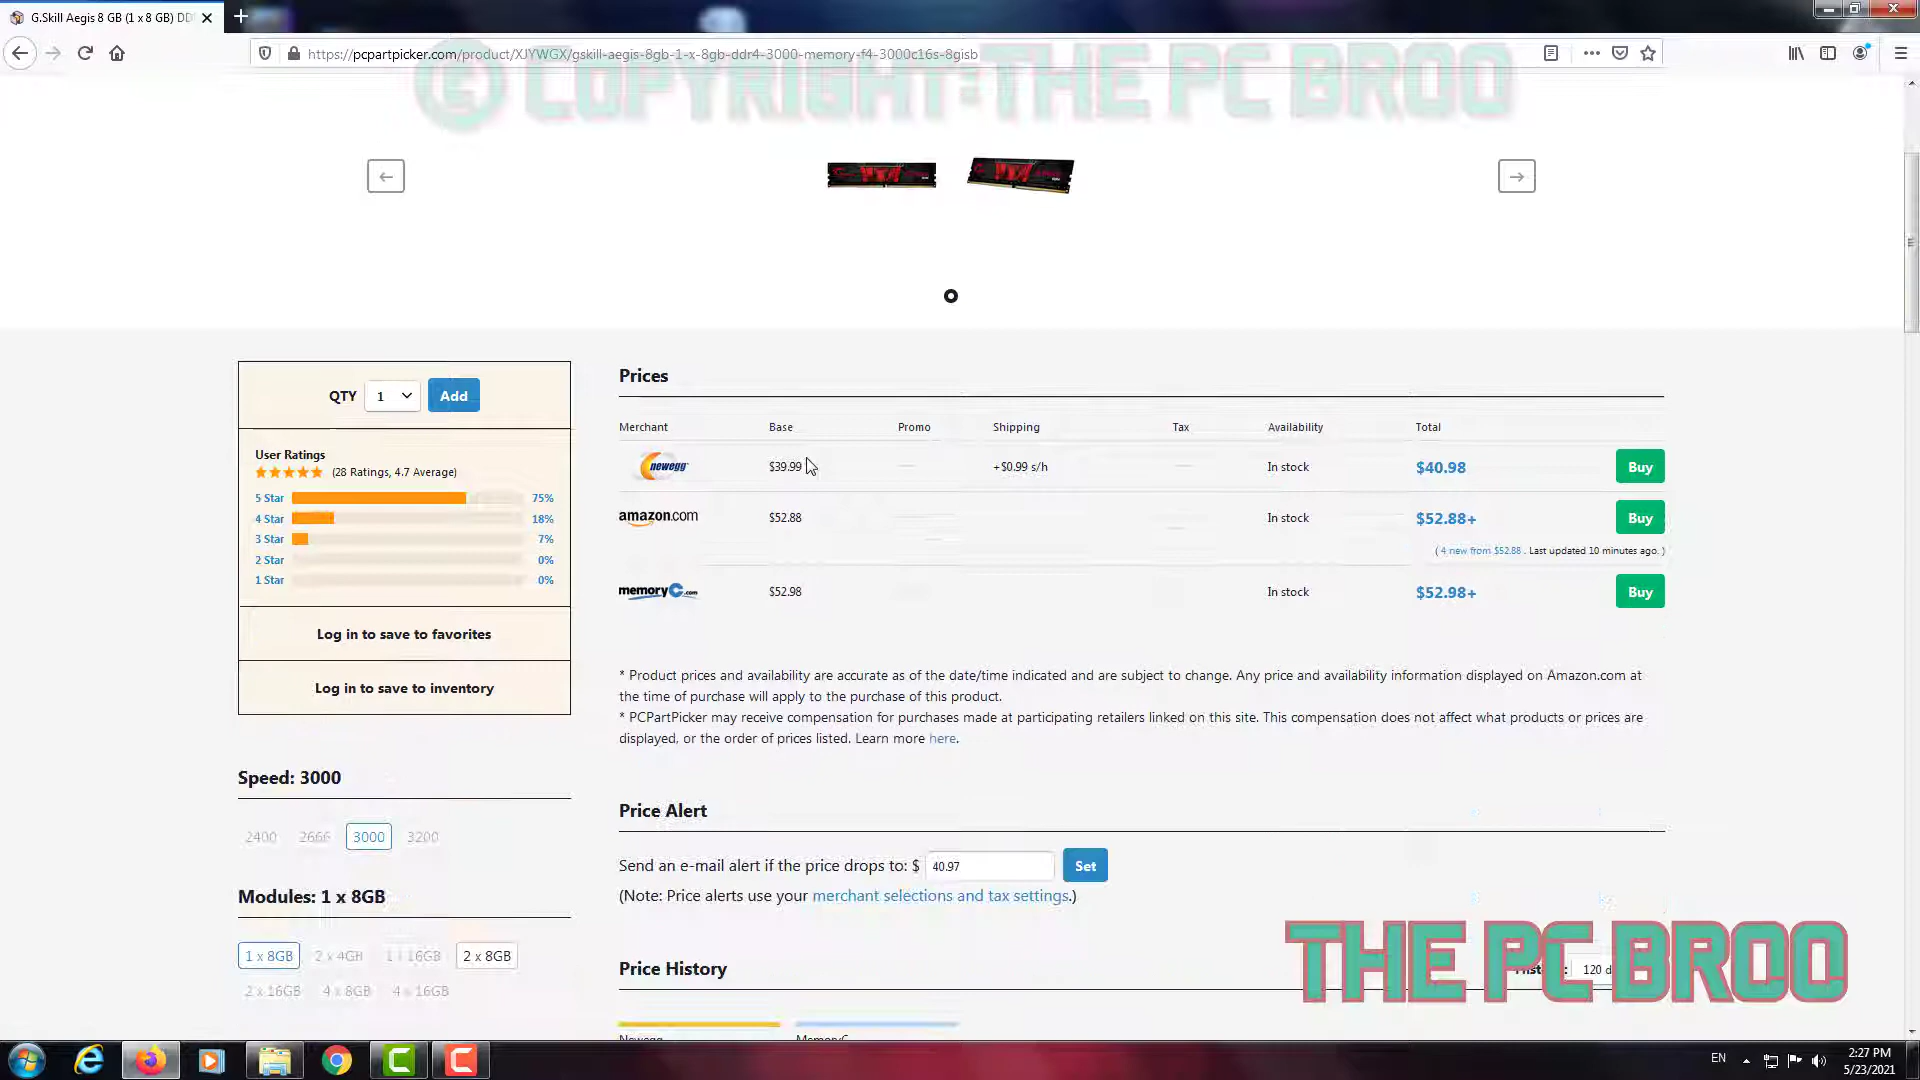 G.Skill Aegis 8 GB (1 x 8 GB) DD
https://pcpartpicker.com/product/XJYWGX/gskill-aegis-8gb-1-x-8gb-ddr4-3000-memory-f4-3000c16s-8gisb
© COPYRIGHT:THE PC BROO
QTY 1 Add
User Ratings
(28 Ratings, 4.7 Average)
5 Star 75%
4 Star 18%
3 Star 7%
2 Star 0%
1 Star 0%
Log in to save to favorites
Log in to save to inventory
Speed: 3000
2400 2666 3000 3200
Modules: 1 x 8GB
1 x 8GB 2 x 4GB 1 x 16GB 2 x 8GB
2 x 16GB 4 x 8GB 4 x 16GB
Prices
Merchant Base Promo Shipping Tax Availability Total
newegg $39.99 +$0.99 s/h In stock $40.98 Buy
amazon.com $52.88 In stock $52.88+ Buy
( 4 new from $52.88 . Last updated 10 minutes ago. )
memoryC.com $52.98 In stock $52.98+ Buy
* Product prices and availability are accurate as of the date/time indicated and are subject to change. Any price and availability information displayed on Amazon.com at
the time of purchase will apply to the purchase of this product.
* PCPartPicker may receive compensation for purchases made at participating retailers linked on this site. This compensation does not affect what products or prices are
displayed, or the order of prices listed. Learn more here.
Price Alert
Send an e-mail alert if the price drops to: $ 40.97 Set
(Note: Price alerts use your merchant selections and tax settings.)
Price History
120 d
Newegg MemoryC
THE PC BROO
EN
2:27 PM
5/23/2021